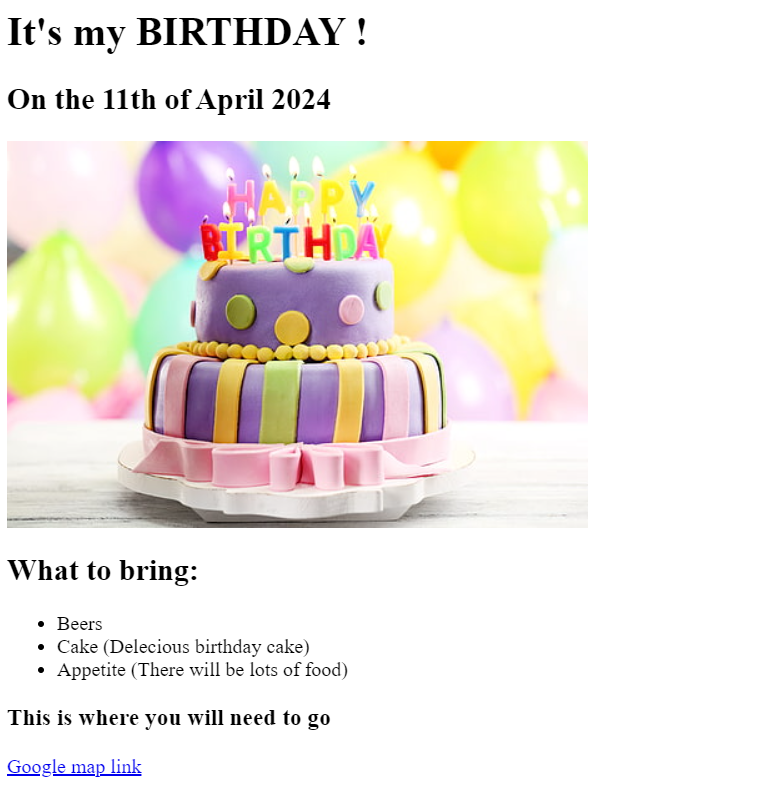 It's my BIRTHDAY !
On the 11th of April 2024
HAPPY
BIRTHDAY
What to bring:
Beers
Cake (Delecious birthday cake)
Appetite (There will be lots of food)
This is where you will need to go
Google map link